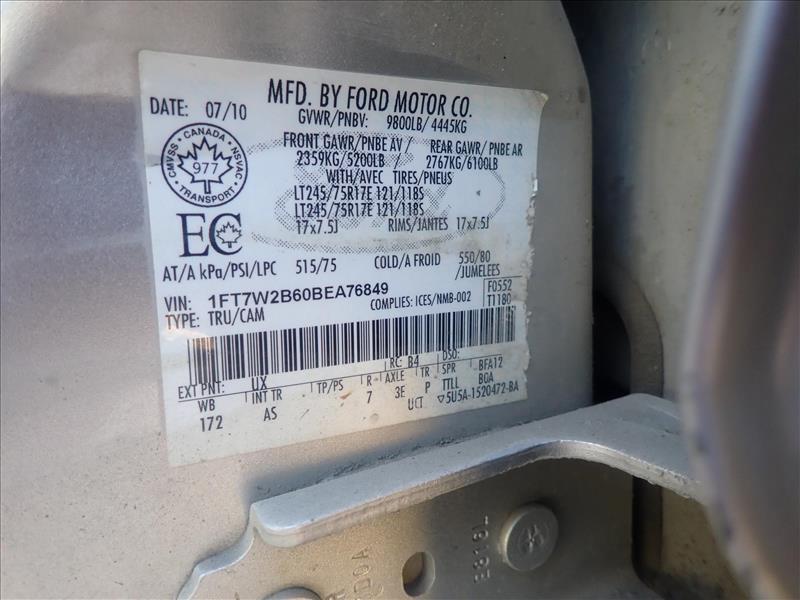 MFD. BY FORD MOTOR CO.
DATE: 07/10
GVWR/PNBV: 9800LB/4445KG
FRONT GAWR/PNBE AV/ REAR GAWR/PNBE AR
2359KG/5200LB 2767KG/6100LB
WITH/AVEC TIRES/PNEUS
LT245/75R17E 121/118S
LT245/75R17E 121/118S
17x7.5J RIMS/JANTES 17x7.5J
CMVSS • CANADA • NSVAC
977
TRANSPORT
EC
AT/A kPa/PSI/LPC 515/75 COLD/A FROID 550/80
/JUMELEES
VIN: 1FT7W2B60BEA76849 COMPLIES: ICES/NMB-002 F0552
TYPE: TRU/CAM T1180
RC: B4 DSO:
EXT PNT: UX
WB INT TR TP/PS R AXLE TR SPR BFA12
172 AS 7 3E P TTLL BGA
UCT ▽5U5A-1520472-BA
E816L